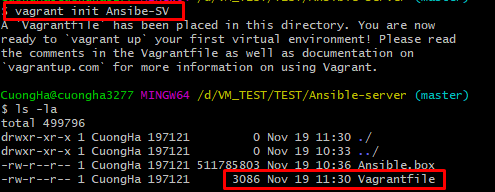 $ vagrant init Ansibe-SV
A `Vagrantfile` has been placed in this directory. You are now
ready to `vagrant up` your first virtual environment! Please read
the comments in the Vagrantfile as well as documentation on
`vagrantup.com` for more information on using Vagrant.
CuongHa@cuongha3277 MINGW64 /d/VM_TEST/TEST/Ansible-server (master)
$ ls -la
total 499796
drwxr-xr-x 1 CuongHa 197121 0 Nov 19 11:30 ./
drwxr-xr-x 1 CuongHa 197121 0 Nov 19 10:33 ../
-rw-r--r-- 1 CuongHa 197121 511785803 Nov 19 10:36 Ansible.box
-rw-r--r-- 1 CuongHa 197121 3086 Nov 19 11:30 Vagrantfile